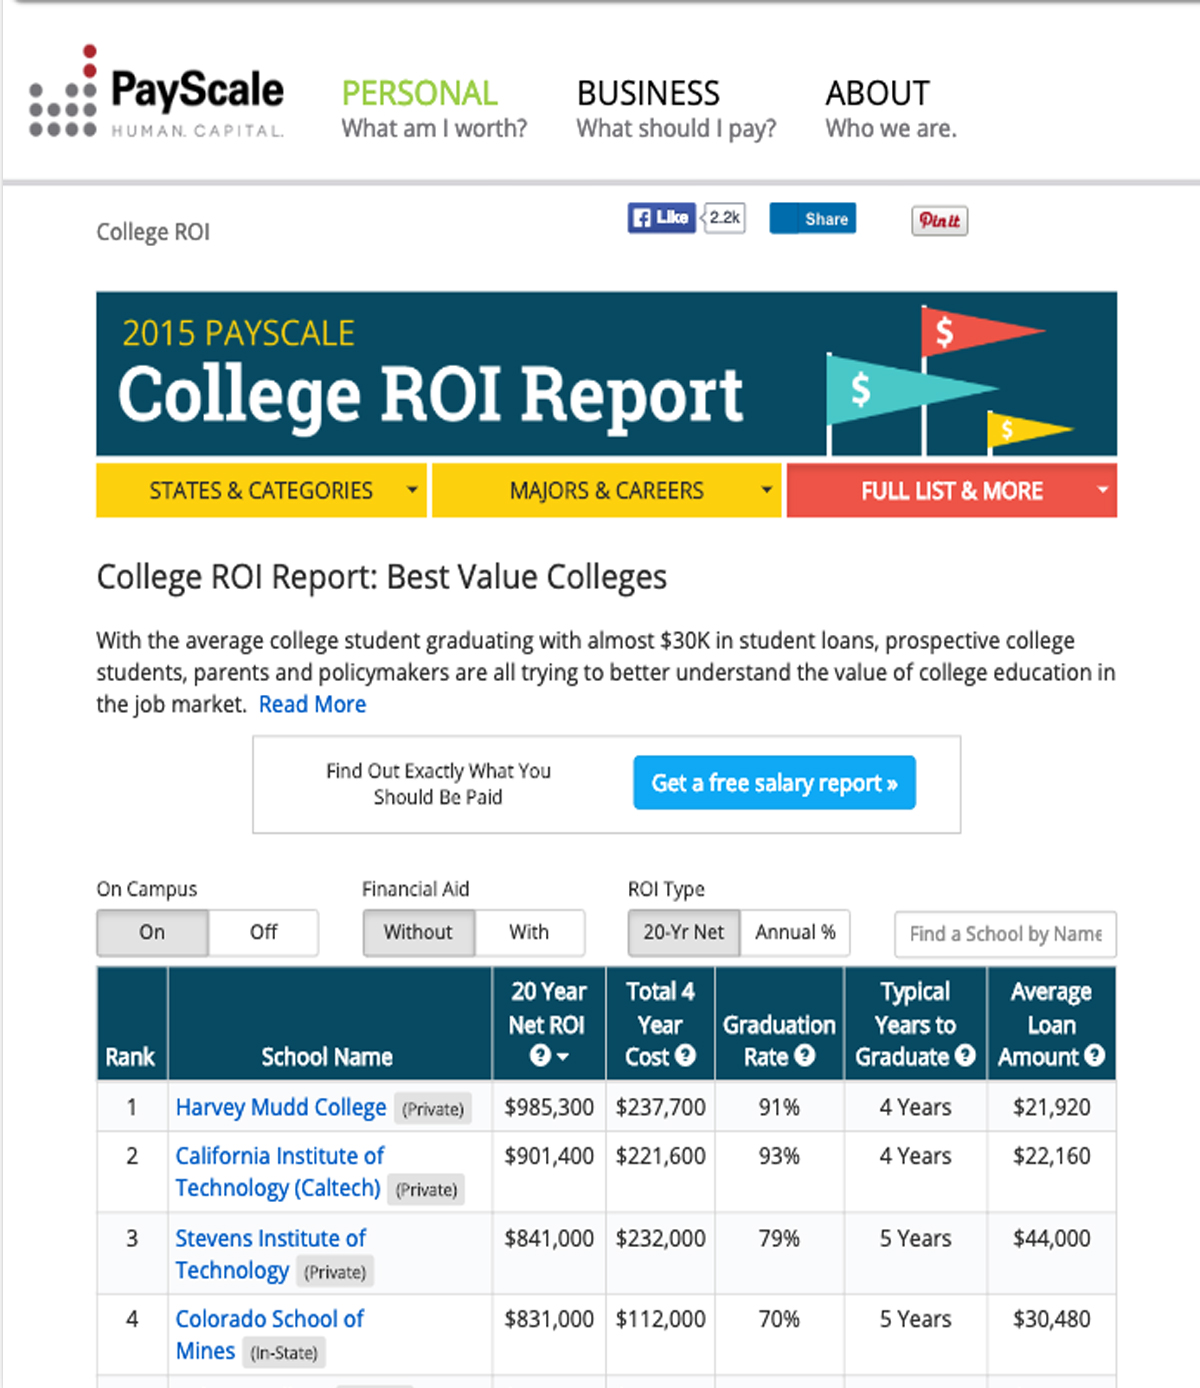 PayScale
HUMAN. CAPITAL.
PERSONAL
What am I worth?
BUSINESS
What should I pay?
ABOUT
Who we are.
College ROI
Like 2.2k Share Pin it
2015 PAYSCALE
College ROI Report
$
$
$
STATES & CATEGORIES MAJORS & CAREERS FULL LIST & MORE
College ROI Report: Best Value Colleges
With the average college student graduating with almost $30K in student loans, prospective college
students, parents and policymakers are all trying to better understand the value of college education in
the job market. Read More
Find Out Exactly What You
Should Be Paid
Get a free salary report »
On Campus Financial Aid ROI Type
On Off Without With 20-Yr Net Annual % Find a School by Name
Rank
School Name
20 Year
Net ROI
?
Total 4
Year
Cost ?
Graduation
Rate ?
Typical
Years to
Graduate ?
Average
Loan
Amount ?
1 Harvey Mudd College (Private) $985,300 $237,700 91% 4 Years $21,920
2 California Institute of $901,400 $221,600 93% 4 Years $22,160
Technology (Caltech) (Private)
3 Stevens Institute of $841,000 $232,000 79% 5 Years $44,000
Technology (Private)
4 Colorado School of $831,000 $112,000 70% 5 Years $30,480
Mines (In-State)